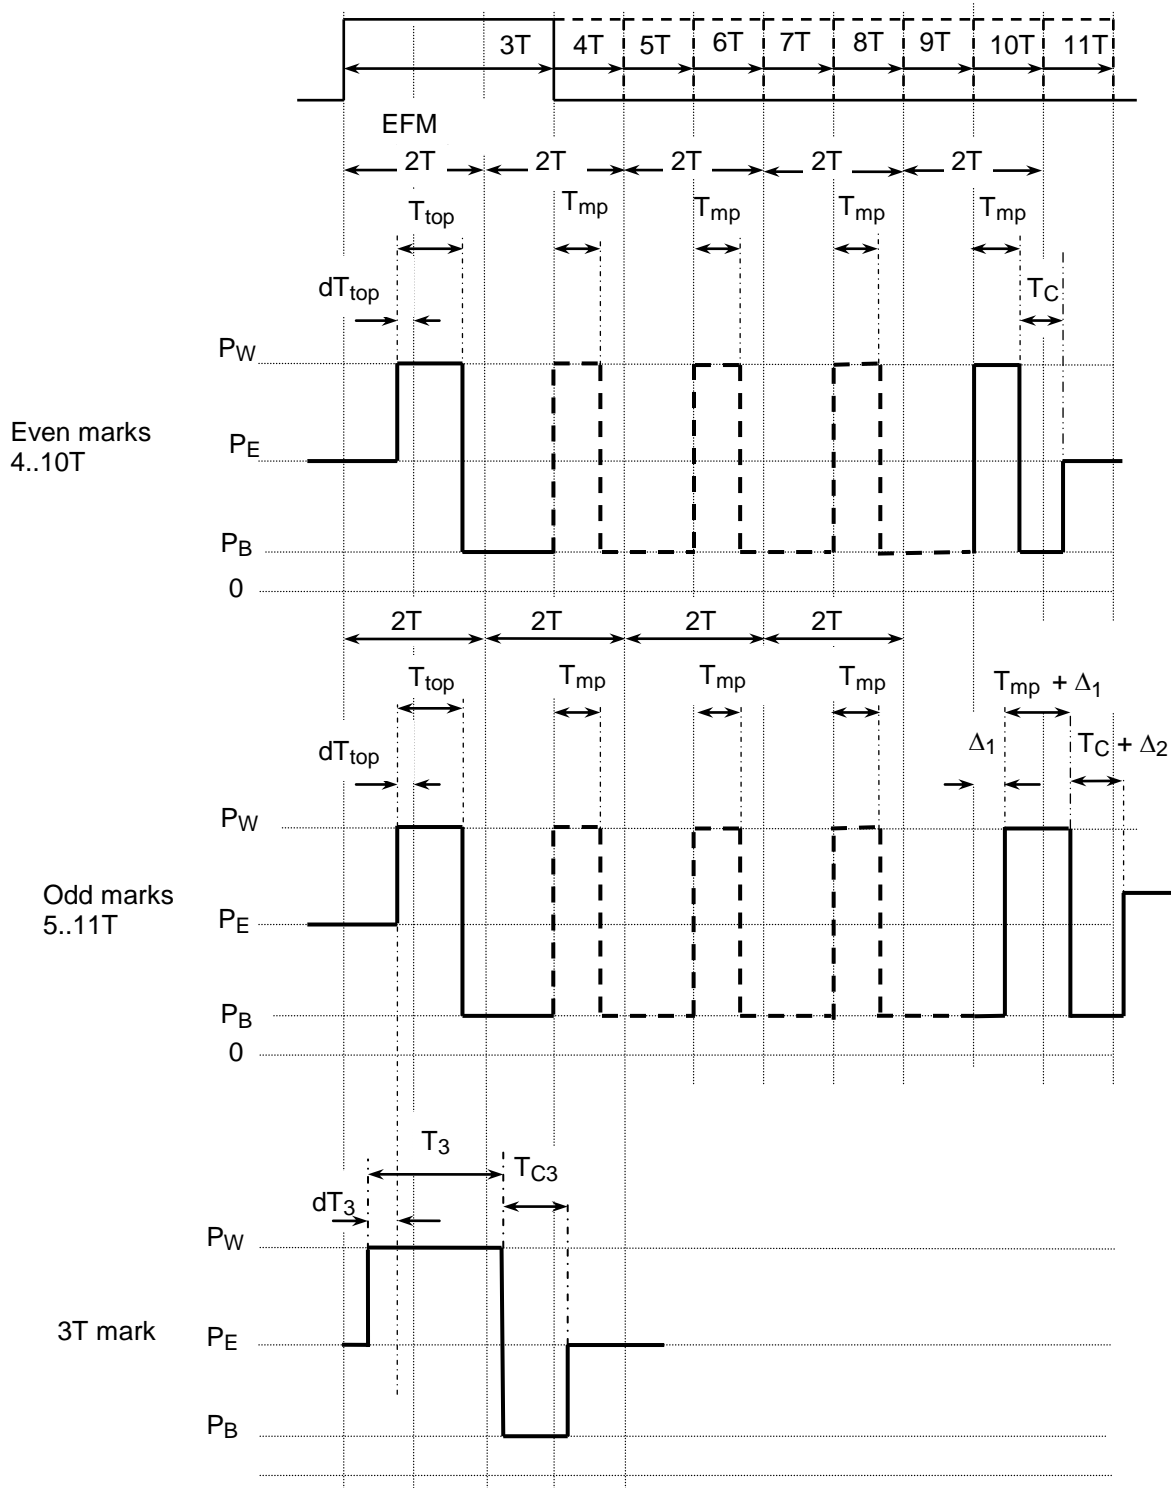 3T 4T 5T 6T 7T 8T 9T 10T 11T
EFM
2T 2T 2T 2T 2T
Ttop Tmp Tmp Tmp Tmp
dTtop TC
PW
Even marks
4..10T
PE
PB
0
2T 2T 2T 2T
Ttop Tmp Tmp Tmp Tmp + Δ1
dTtop Δ1 TC + Δ2
PW
Odd marks
5..11T
PE
PB
0
T3 TC3
dT3
PW
3T mark
PE
PB